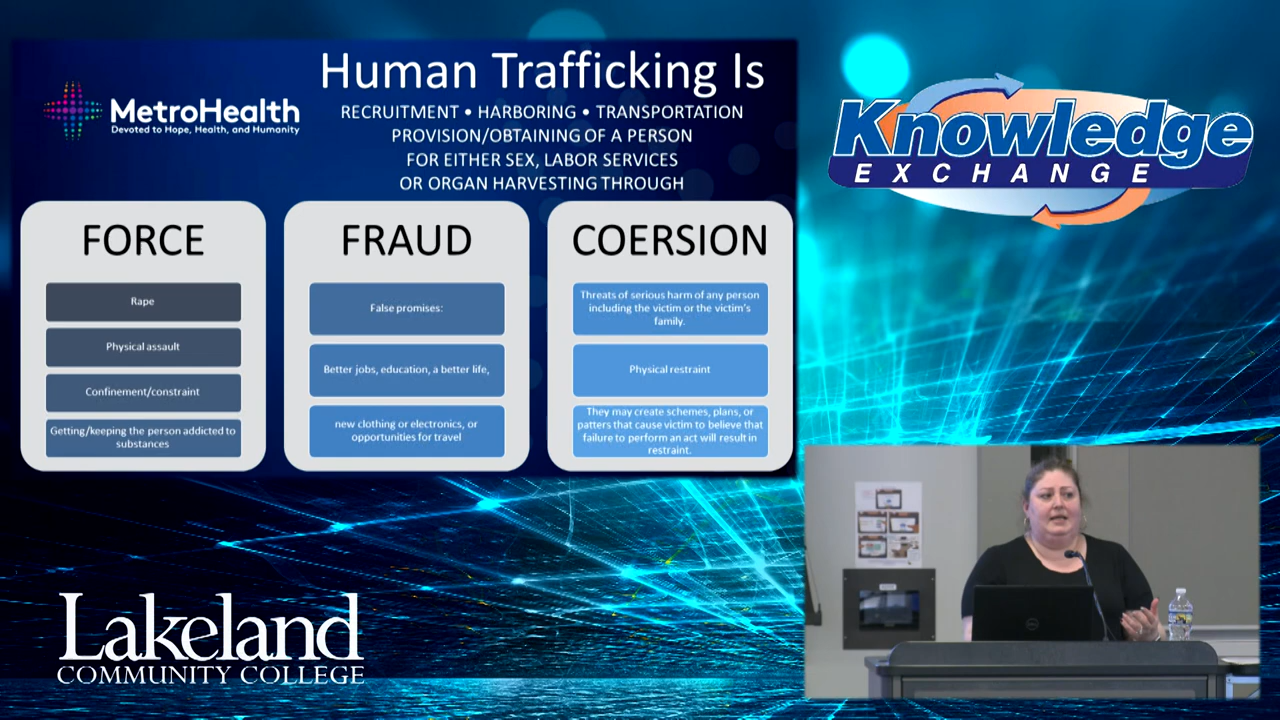 Human Trafficking Is
MetroHealth
Devoted to Hope, Health, and Humanity
RECRUITMENT • HARBORING • TRANSPORTATION
PROVISION/OBTAINING OF A PERSON
FOR EITHER SEX, LABOR SERVICES
OR ORGAN HARVESTING THROUGH
FORCE
Rape
Physical assault
Confinement/constraint
Getting/keeping the person addicted to
substances
FRAUD
False promises:
Better jobs, education, a better life,
new clothing or electronics, or
opportunities for travel
COERSION
Threats of serious harm of any person
including the victim or the victim's
family.
Physical restraint
They may create schemes, plans, or
patters that cause victim to believe that
failure to perform an act will result in
restraint.
Knowledge
EXCHANGE
Lakeland
COMMUNITY COLLEGE